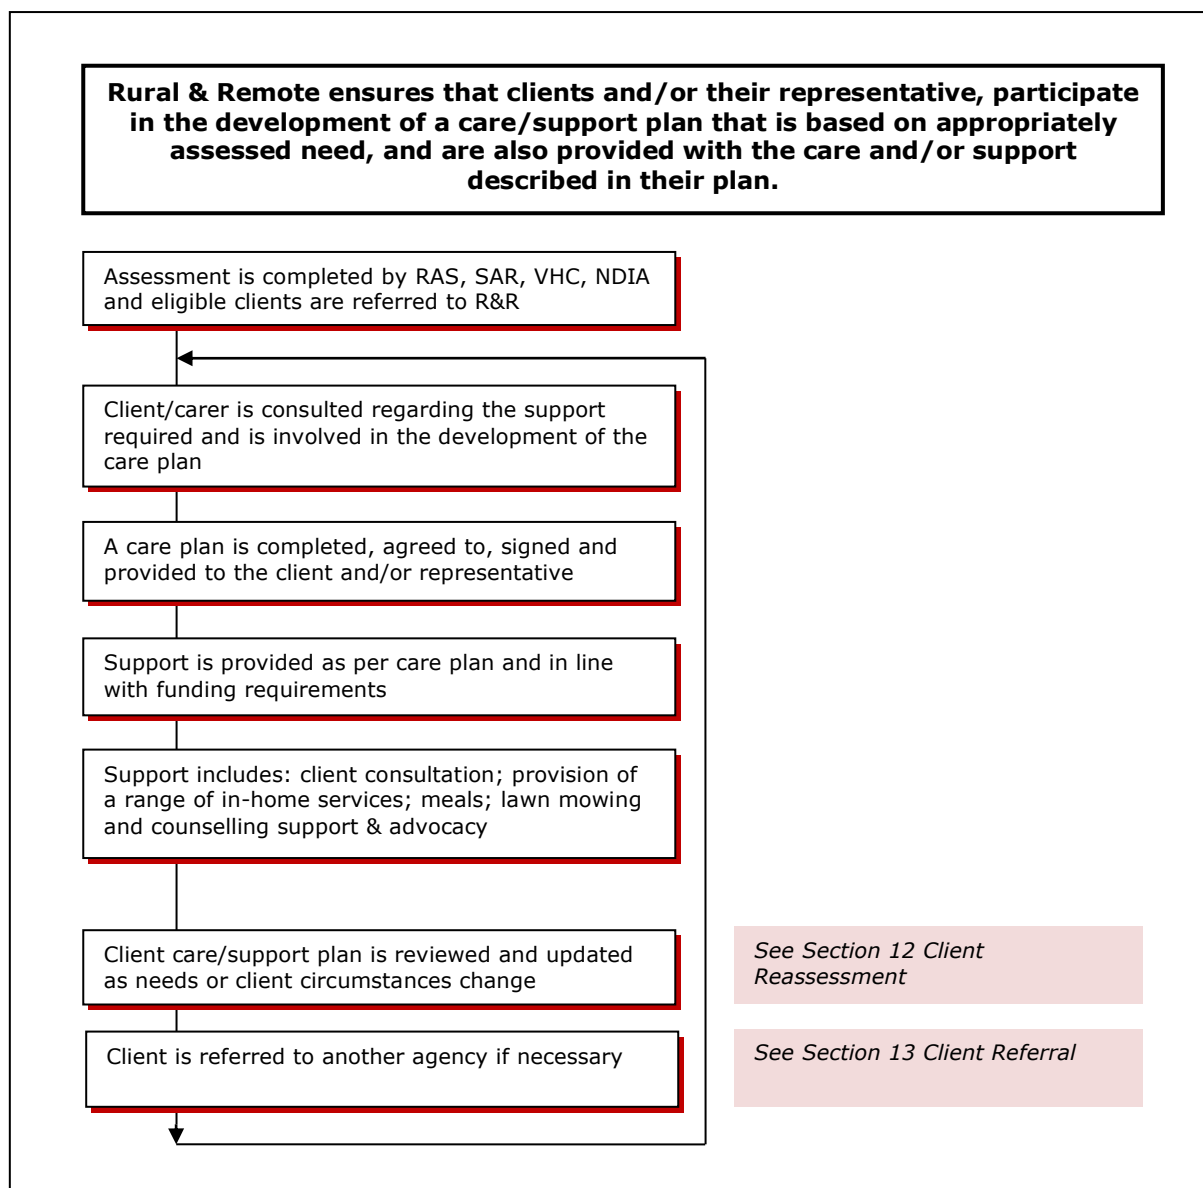 Rural & Remote ensures that clients and/or their representative, participate
in the development of a care/support plan that is based on appropriately
assessed need, and are also provided with the care and/or support
described in their plan.
Assessment is completed by RAS, SAR, VHC, NDIA
and eligible clients are referred to R&R
Client/carer is consulted regarding the support
required and is involved in the development of the
care plan
A care plan is completed, agreed to, signed and
provided to the client and/or representative
Support is provided as per care plan and in line
with funding requirements
Support includes: client consultation; provision of
a range of in-home services; meals; lawn mowing
and counselling support & advocacy
Client care/support plan is reviewed and updated
as needs or client circumstances change
See Section 12 Client
Reassessment
Client is referred to another agency if necessary
See Section 13 Client Referral